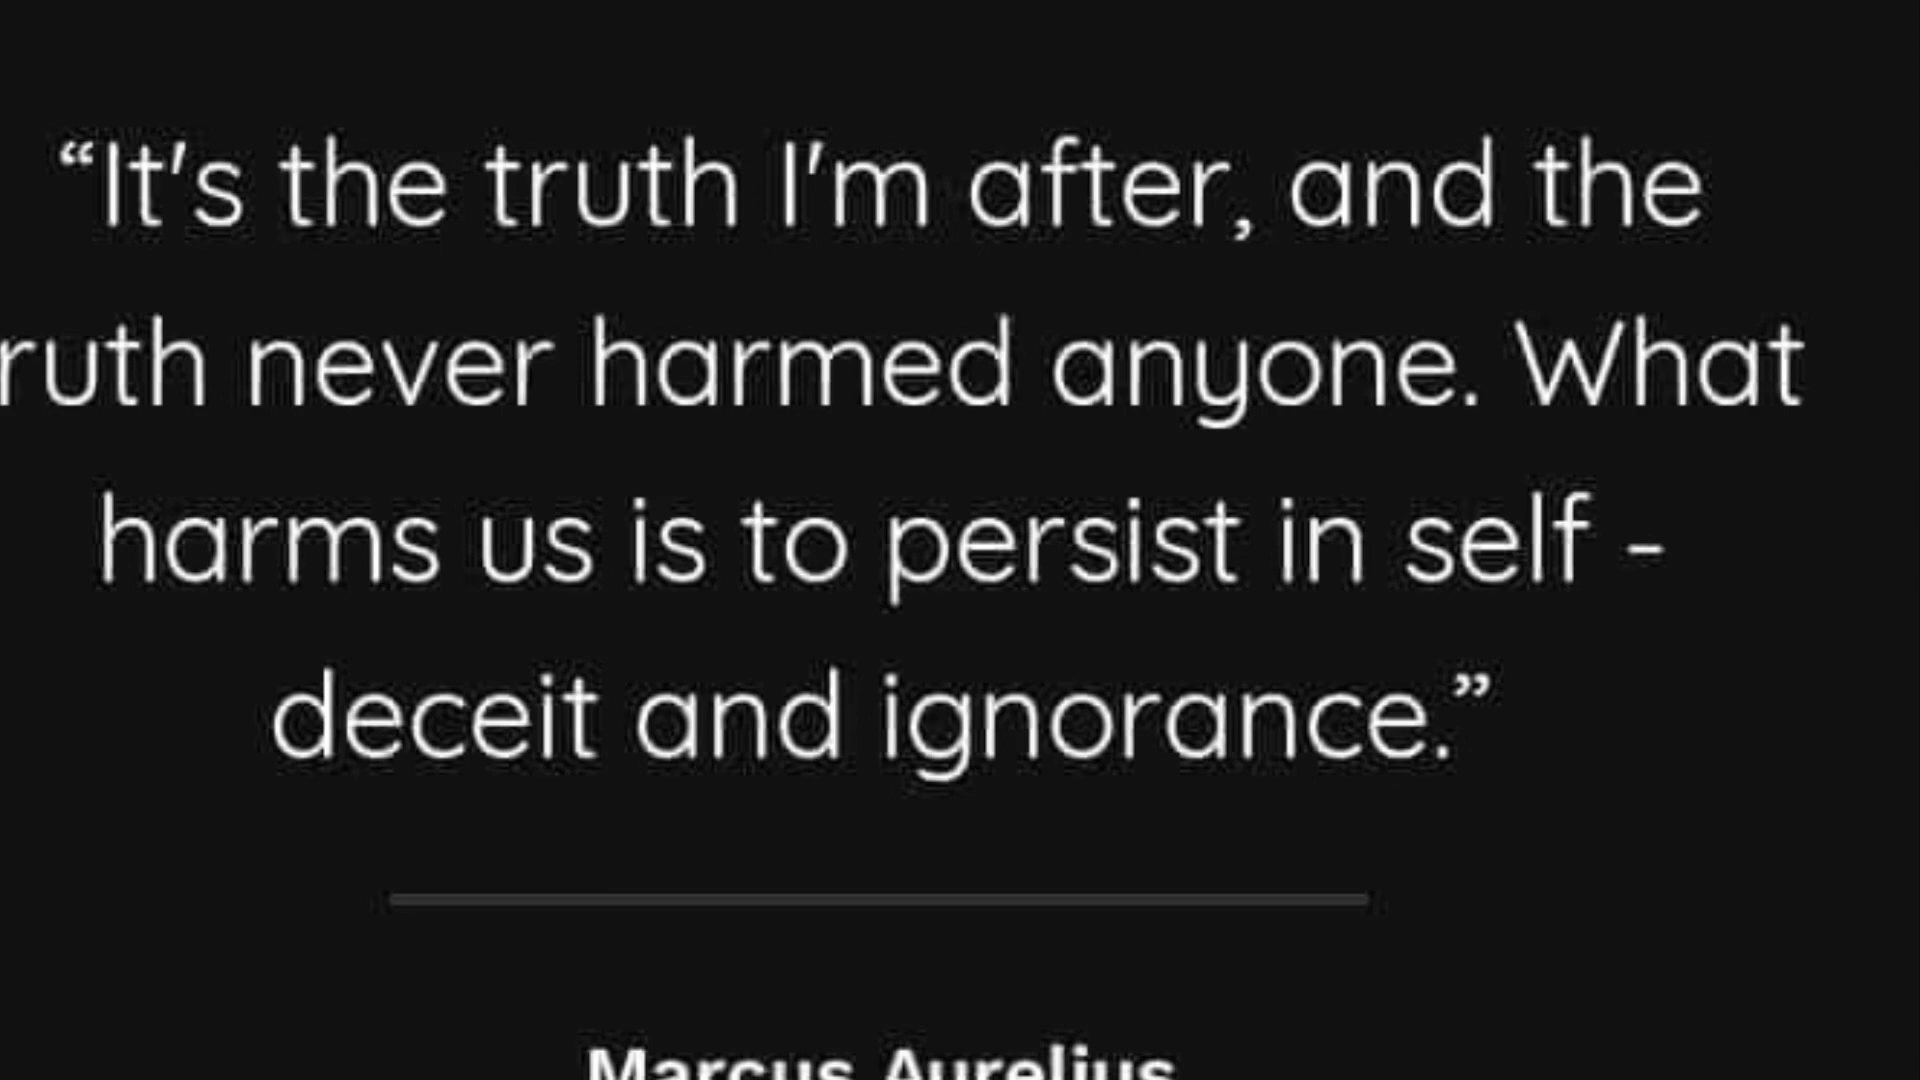 “It's the truth I'm after, and the
ruth never harmed anyone. What
harms us is to persist in self -
deceit and ignorance.”
Marcus Aurelius